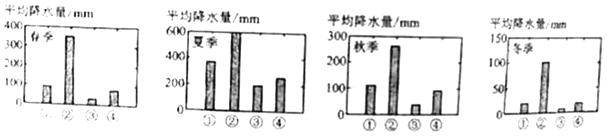 平均降水量/mm
400
300
200
100
0
春季
① ② ③ ④
平均降水量/mm
600
400
200
0
夏季
① ② ③ ④
平均降水量/mm
300
200
100
0
秋季
① ② ③ ④
平均降水量/mm
150
100
50
0
冬季
① ② ③ ④